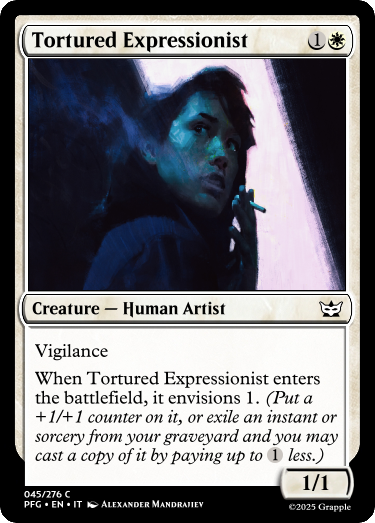 Tortured Expressionist 1
Creature — Human Artist
Vigilance
When Tortured Expressionist enters
the battlefield, it envisions 1. (Put a
+1/+1 counter on it, or exile an instant or
sorcery from your graveyard and you may
cast a copy of it by paying up to 1 less.)
1/1
045/276 C
PFG • EN • IT Alexander Mandradjiev
©2025 Grapple